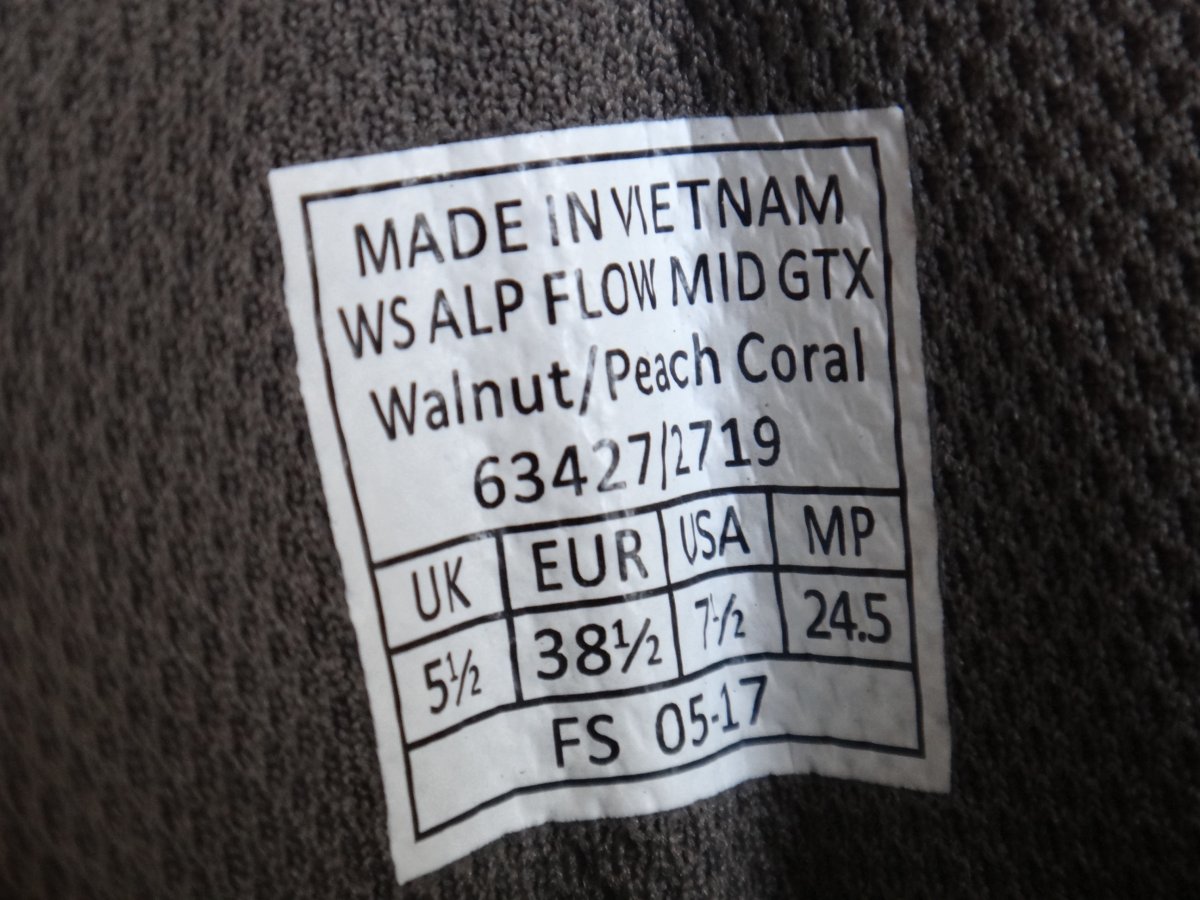 MADE IN VIETNAM
WS ALP FLOW MID GTX
Walnut/Peach Coral
63427/2719
UK EUR USA MP
5½ 38½ 7½ 24.5
FS 05-17